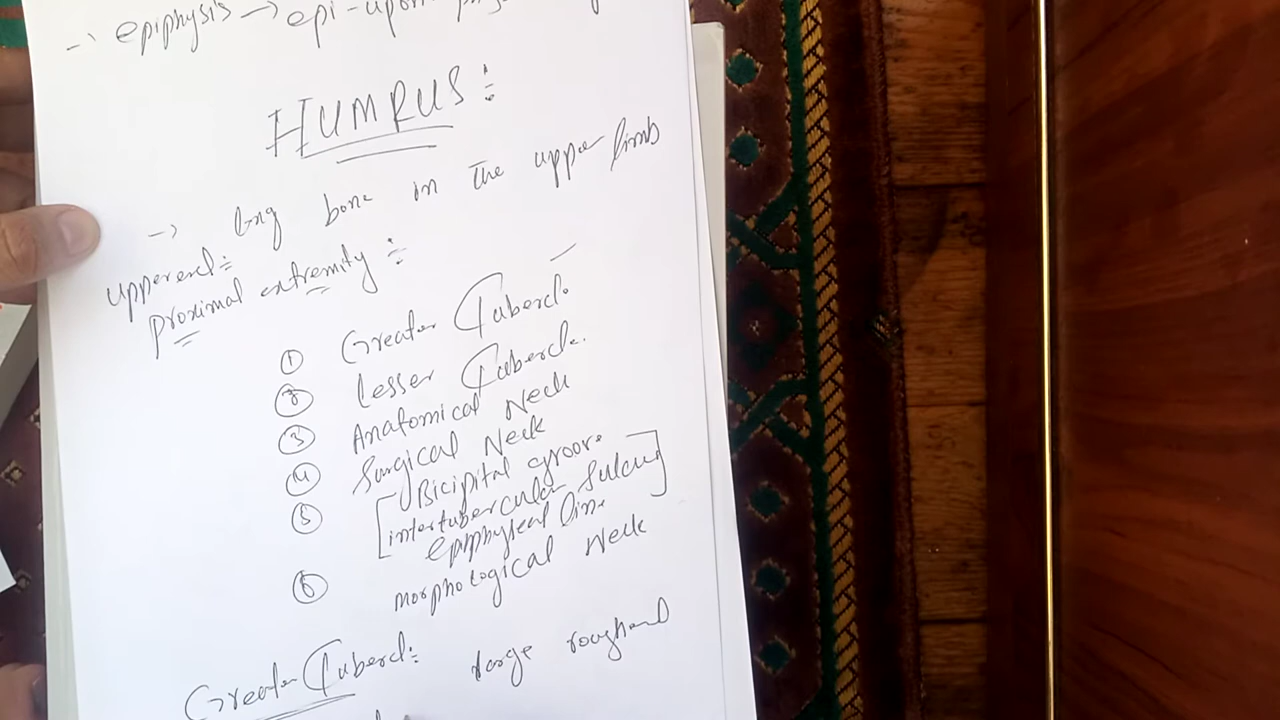 -> epiphysis -> epi-upon
HUMRUS:
-> long bone in the upper limb
upper end:
proximal extremity:
① Greater Tubercle
② Lesser Tubercle.
③ Anatomical Neck
④ Surgical Neck
⑤ [Bicipital groove
intertubercular Sulcus]
epiphyseal line
⑥ morphological Neck
Greater Tubercle: large rough and